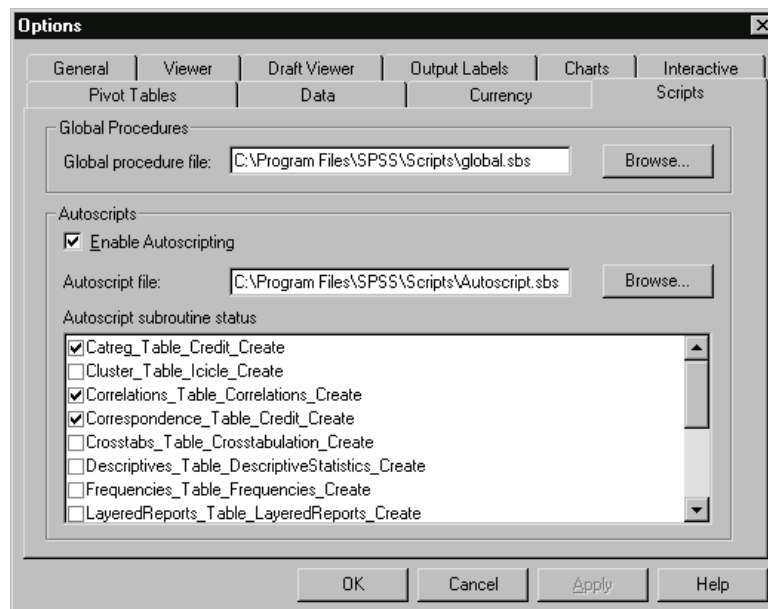 Options
General Viewer Draft Viewer Output Labels Charts Interactive
Pivot Tables Data Currency Scripts
Global Procedures
Global procedure file: C:\Program Files\SPSS\Scripts\global.sbs Browse...
Autoscripts
Enable Autoscripting
Autoscript file: C:\Program Files\SPSS\Scripts\Autoscript.sbs Browse...
Autoscript subroutine status
Catreg_Table_Credit_Create
Cluster_Table_Icicle_Create
Correlations_Table_Correlations_Create
Correspondence_Table_Credit_Create
Crosstabs_Table_Crosstabulation_Create
Descriptives_Table_DescriptiveStatistics_Create
Frequencies_Table_Frequencies_Create
LayeredReports_Table_LayeredReports_Create
OK Cancel Apply Help